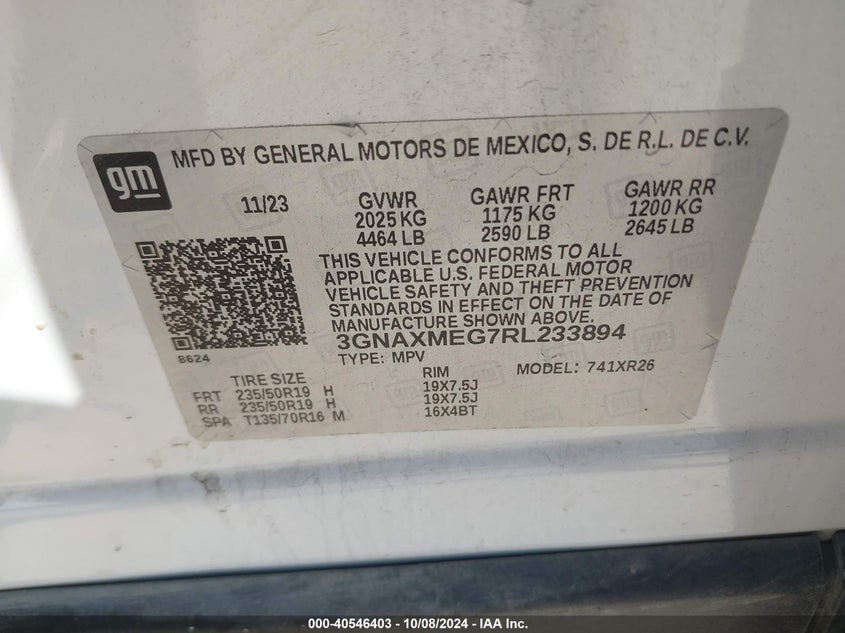 gm
MFD BY GENERAL MOTORS DE MEXICO, S. DE R.L. DE C.V.
11/23
GVWR GAWR FRT GAWR RR
2025 KG 1175 KG 1200 KG
4464 LB 2590 LB 2645 LB
THIS VEHICLE CONFORMS TO ALL
APPLICABLE U.S. FEDERAL MOTOR
VEHICLE SAFETY AND THEFT PREVENTION
STANDARDS IN EFFECT ON THE DATE OF
MANUFACTURE SHOWN ABOVE.
3GNAXMEG7RL233894
8624
TYPE: MPV MODEL: 741XR26
TIRE SIZE RIM
FRT 235/50R19 H 19X7.5J
RR 235/50R19 H 19X7.5J
SPA T135/70R16 M 16X4BT
000-40546403 - 10/08/2024 - IAA Inc.